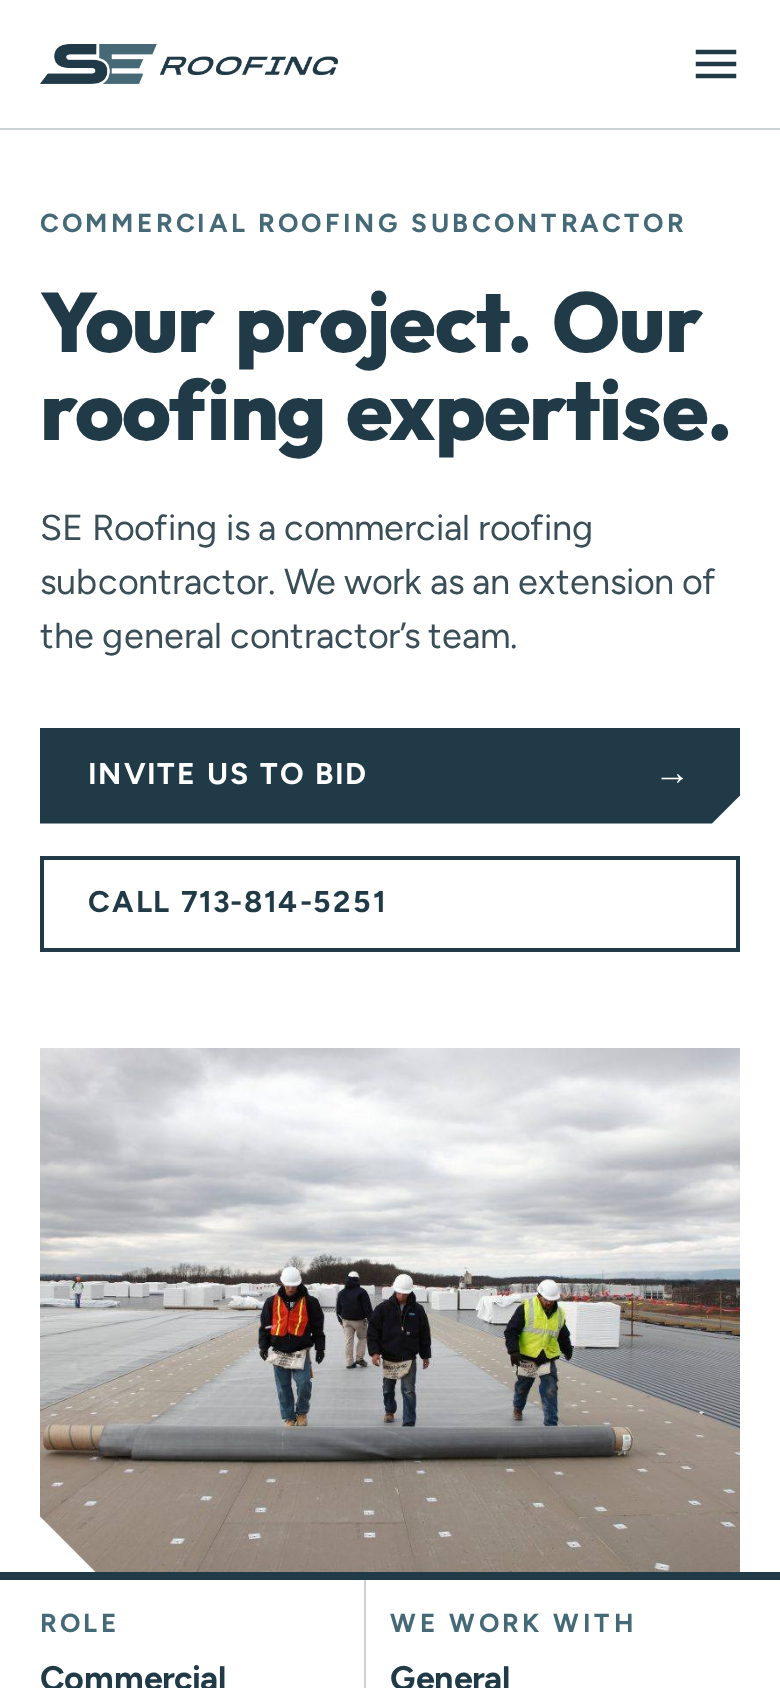 SE ROOFING
COMMERCIAL ROOFING SUBCONTRACTOR
Your project. Our
roofing expertise.
SE Roofing is a commercial roofing
subcontractor. We work as an extension of
the general contractor’s team.
INVITE US TO BID →
CALL 713-814-5251
ROLE
WE WORK WITH
Commercial
General